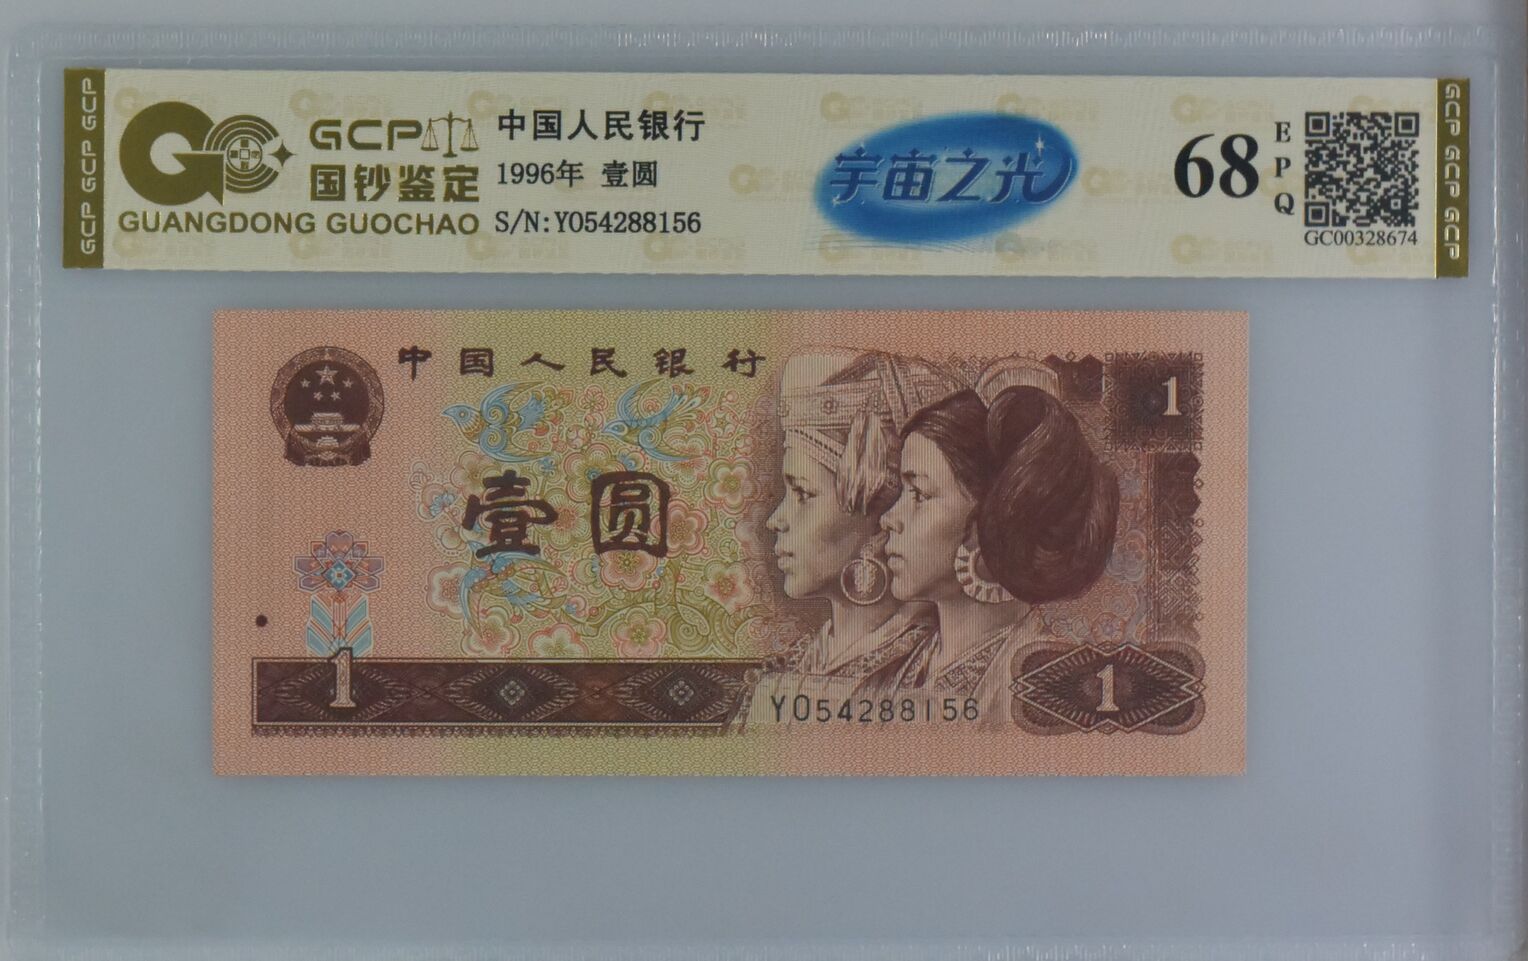 GCP GCP GCP
GCP
国钞鉴定
GUANGDONG GUOCHAO
中国人民银行
1996年 壹圆
S/N:YO54288156
宇宙之光
68
EPQ
GC00328674
GCP GCP GCP
中国人民银行
1
壹圆
1
YO54288156
1